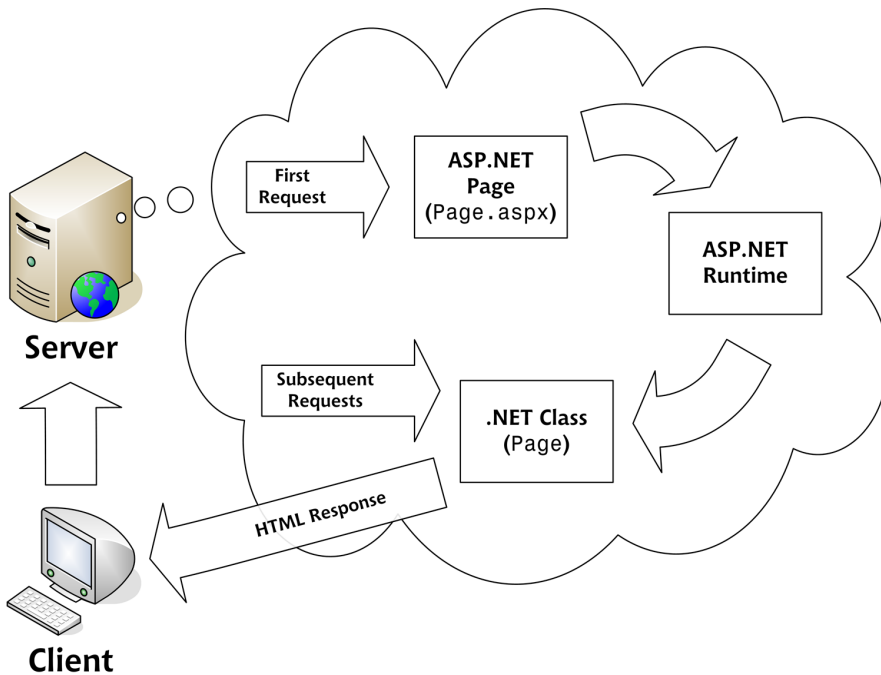 First
Request
ASP.NET
Page
(Page.aspx)
ASP.NET
Runtime
Server
Subsequent
Requests
.NET Class
(Page)
HTML Response
Client